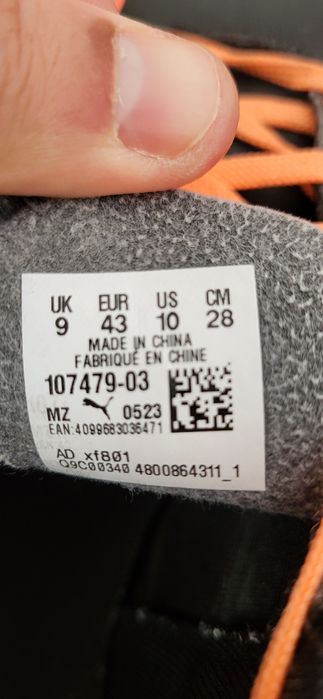 UK EUR US CM
9 43 10 28
MADE IN CHINA
FABRIQUÉ EN CHINE
107479-03
MZ 0523
EAN:4099683036471
AD xf801
Q9C00340 4800864311_1